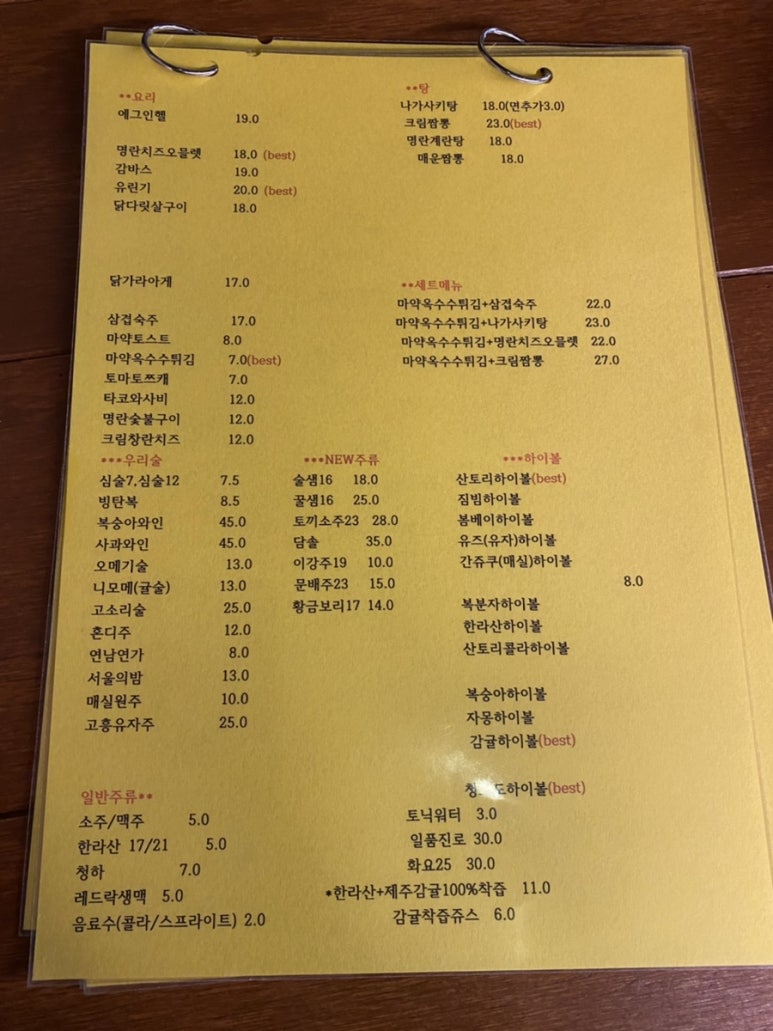 **요리
에그인헬 19.0
명란치즈오믈렛 18.0 (best)
감바스 19.0
유린기 20.0 (best)
닭다릿살구이 18.0
닭가라아게 17.0
삼겹숙주 17.0
마약토스트 8.0
마약옥수수튀김 7.0(best)
토마토쯔캐 7.0
타코와사비 12.0
명란숯불구이 12.0
크림창란치즈 12.0
**탕
나가사키탕 18.0(면추가3.0)
크림짬뽕 23.0(best)
명란계란탕 18.0
매운짬뽕 18.0
**세트메뉴
마약옥수수튀김+삼겹숙주 22.0
마약옥수수튀김+나가사키탕 23.0
마약옥수수튀김+명란치즈오믈렛 22.0
마약옥수수튀김+크림짬뽕 27.0
***우리술
심술7,심술12 7.5
빙탄복 8.5
복숭아와인 45.0
사과와인 45.0
오메기술 13.0
니모메(귤술) 13.0
고소리술 25.0
혼디주 12.0
연남연가 8.0
서울의밤 13.0
매실원주 10.0
고흥유자주 25.0
***NEW주류
술샘16 18.0
꿀샘16 25.0
토끼소주23 28.0
담솔 35.0
이강주19 10.0
문배주23 15.0
황금보리17 14.0
***하이볼
산토리하이볼(best)
짐빔하이볼
봄베이하이볼
유즈(유자)하이볼
간쥬쿠(매실)하이볼
8.0
복분자하이볼
한라산하이볼
산토리콜라하이볼
복숭아하이볼
자몽하이볼
감귤하이볼(best)
일반주류**
소주/맥주 5.0
한라산 17/21 5.0
청하 7.0
레드락생맥 5.0
음료수(콜라/스프라이트) 2.0
(best)
토닉워터 3.0
일품진로 30.0
화요25 30.0
*한라산+제주감귤100%착즙 11.0
감귤착즙쥬스 6.0